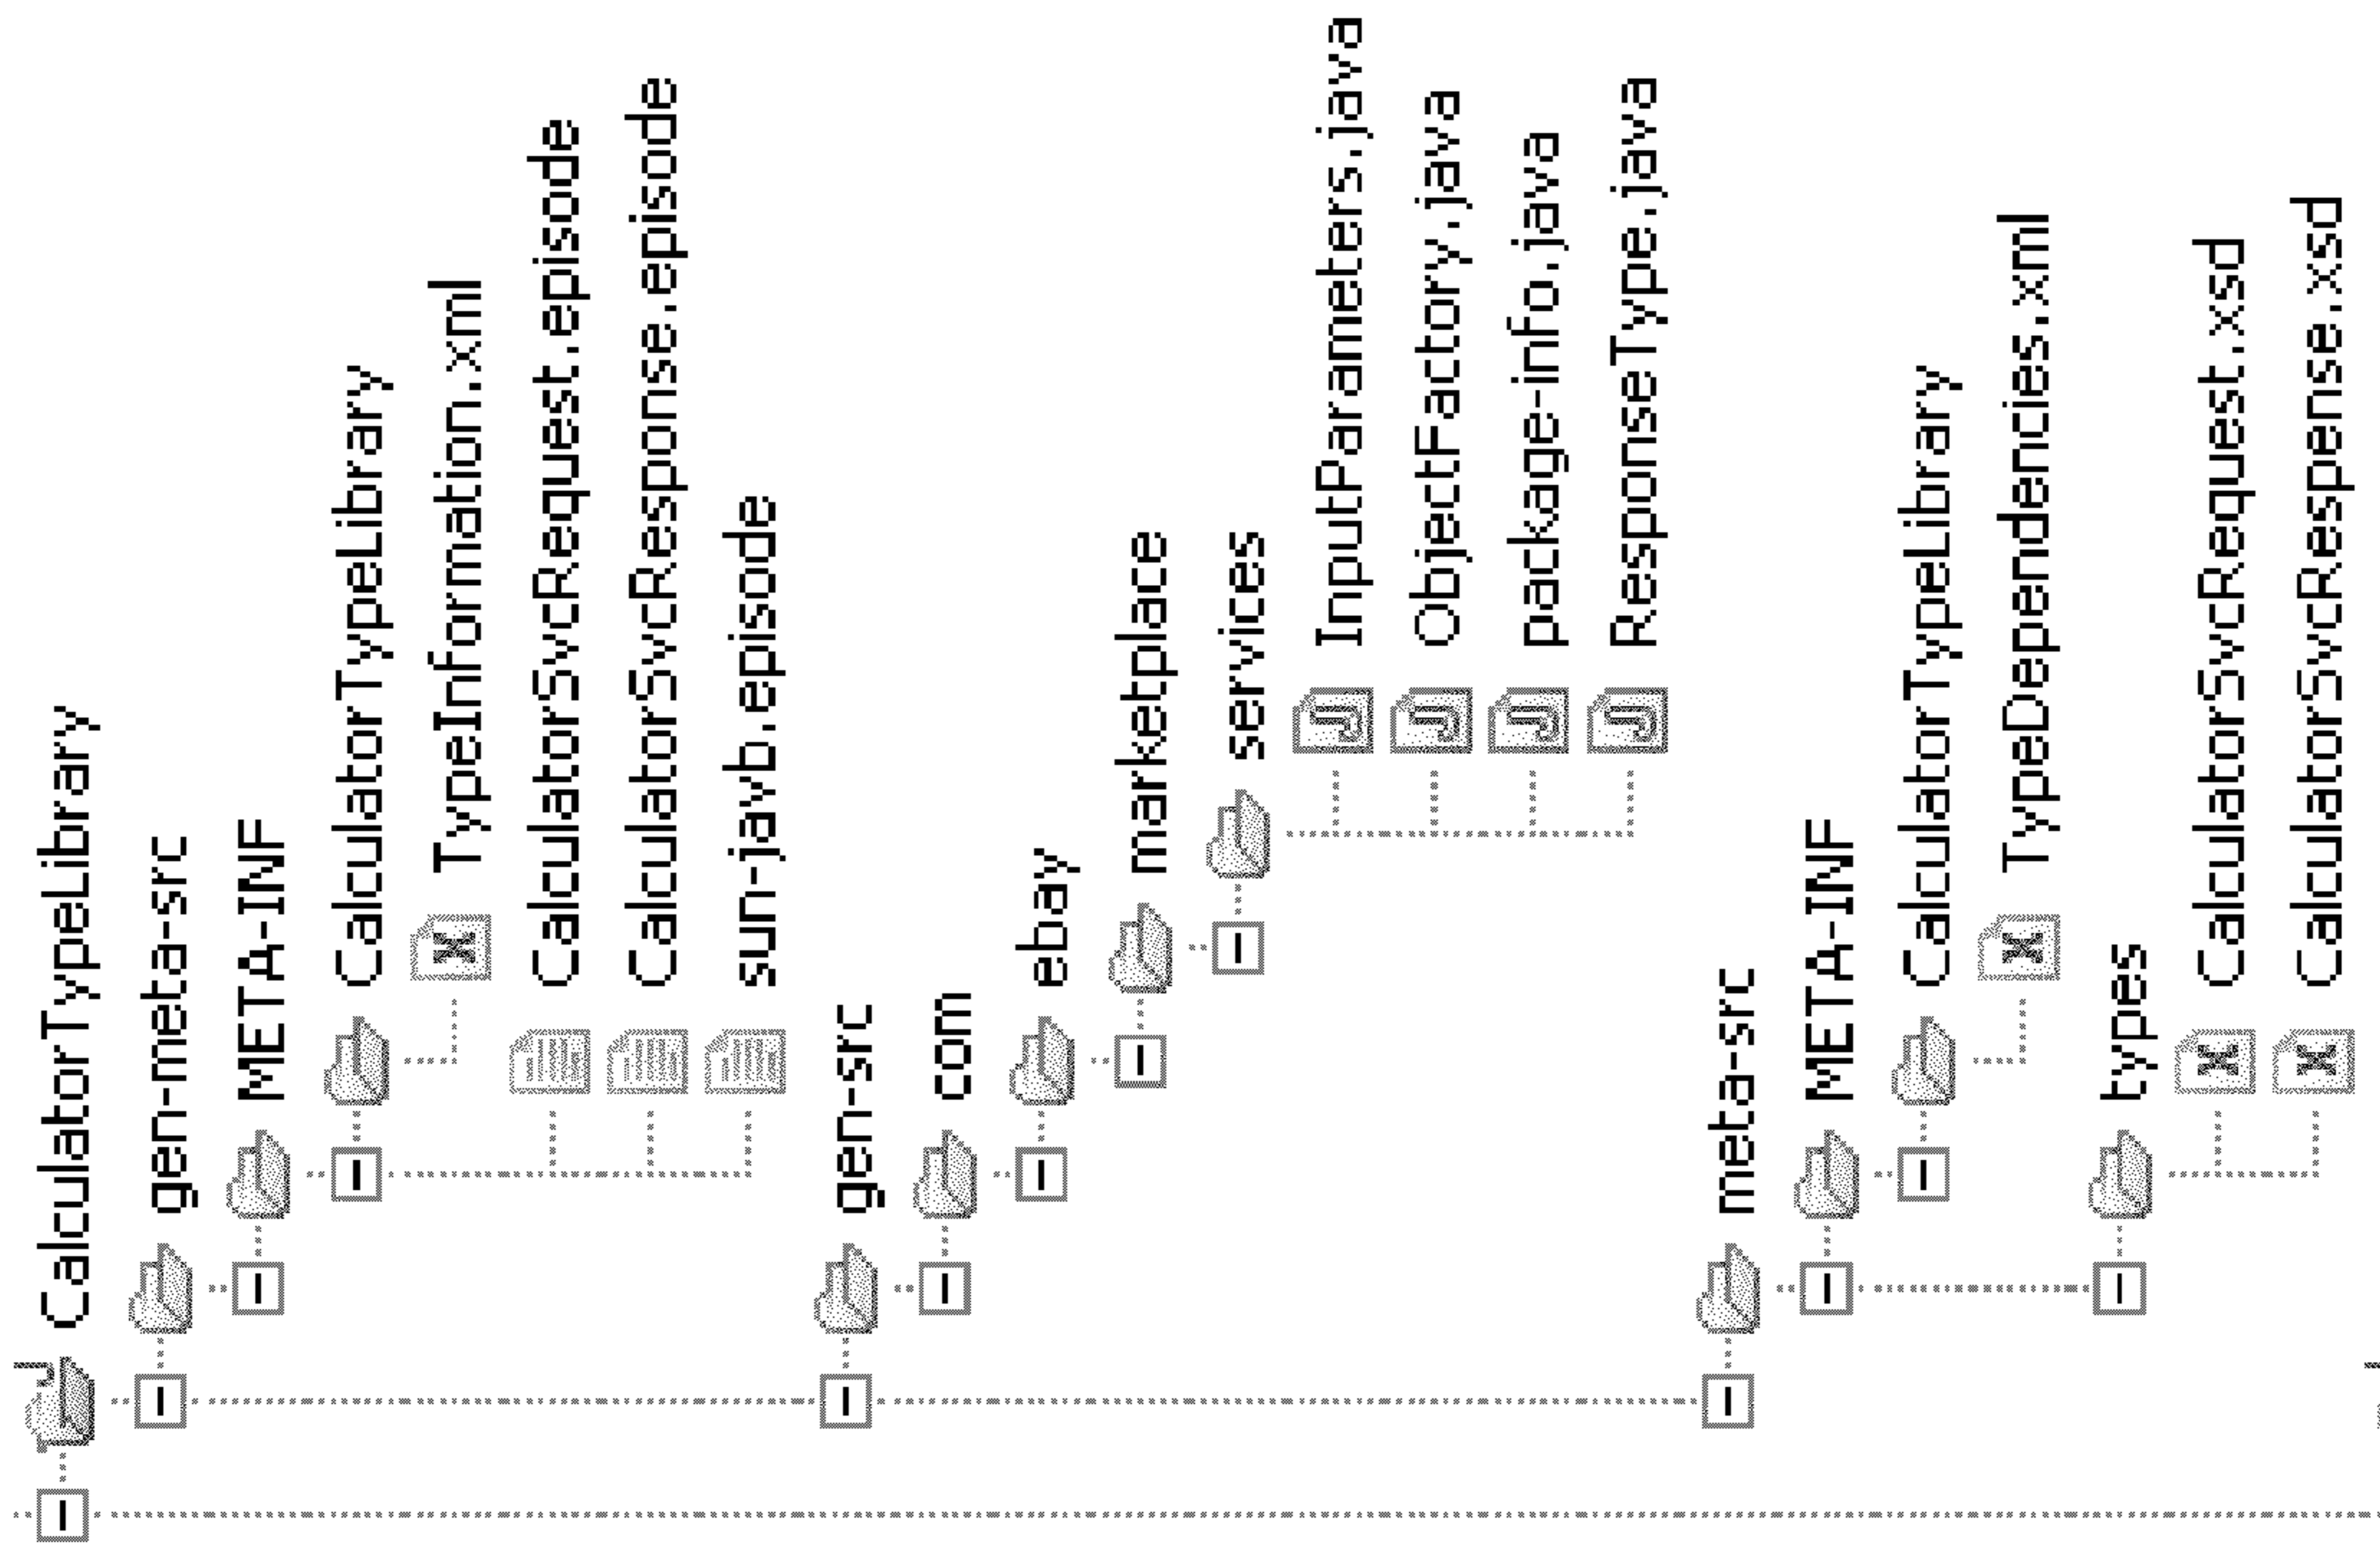 CalculatorTypeLibrary
gen-meta-src
META-INF
CalculatorTypeLibrary
TypeInformation.xml
CalculatorSvcRequest.episode
CalculatorSvcResponse.episode
sun-javb.episode
gen-src
com
ebay
marketplace
services
InputParameters.java
ObjectFactory.java
package-info.java
ResponseType.java
meta-src
META-INF
CalculatorTypeLibrary
TypeDependencies.xml
types
CalculatorSvcRequest.xsd
CalculatorSvcRespense.xsd